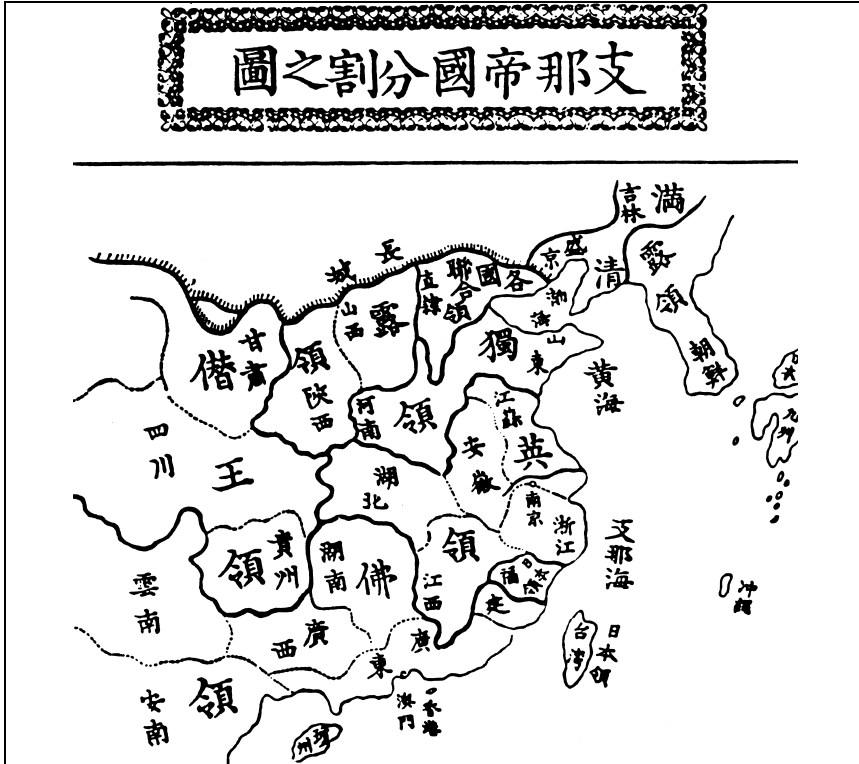 支那帝國分割之圖
滿
吉林
盛京
清
露領
朝鮮
長城
各國聯合領
直隸
渤海
露領
山西
陝西
甘肅
僭王領
四川
貴州
獨領
山東
河南
黃海
英領
江蘇
安徽
湖北
南京
浙江
江西
日本領
福建
支那海
佛領
湖南
雲南
廣西
廣東
安南
澳門
香港
瓊州
台灣
日本領
沖繩
九州